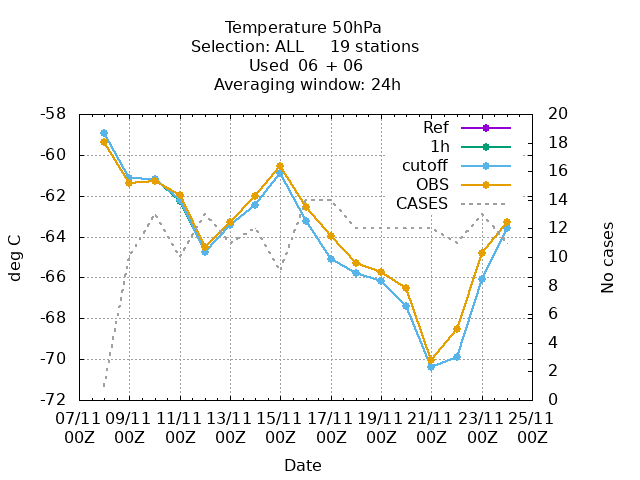 Temperature 50hPa
Selection: ALL     19 stations
Used  06 + 06
Averaging window: 24h
-58
-60
-62
-64
-66
-68
-70
-72
deg C
20
18
16
14
12
10
8
6
4
2
0
No cases
Ref
1h
cutoff
OBS
CASES
07/11 09/11 11/11 13/11 15/11 17/11 19/11 21/11 23/11 25/11
00Z 00Z 00Z 00Z 00Z 00Z 00Z 00Z 00Z 00Z
Date